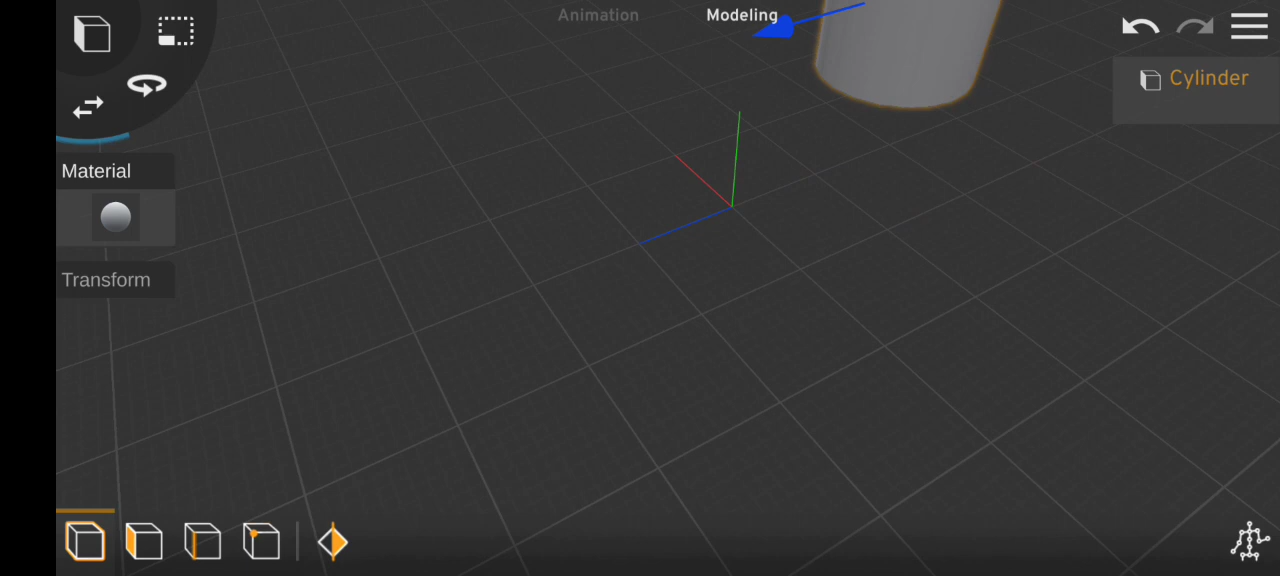 Animation
Modeling
Cylinder
Material
Transform